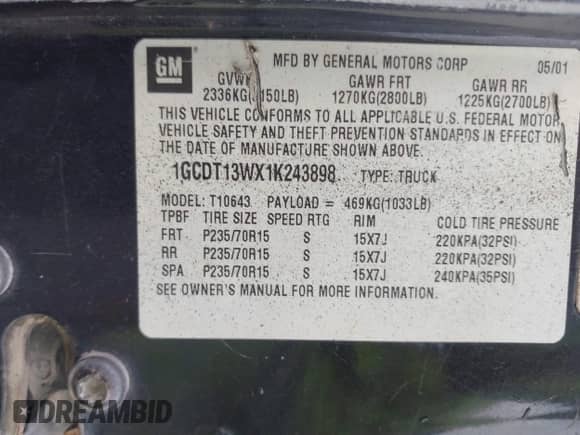 GM
MFD BY GENERAL MOTORS CORP 05/01
GVWR GAWR FRT GAWR RR
2336KG( 150LB) 1270KG(2800LB) 1225KG(2700LB)
THIS VEHICLE CONFORMS TO ALL APPLICABLE U.S. FEDERAL MOTOR
VEHICLE SAFETY AND THEFT PREVENTION STANDARDS IN EFFECT ON
THE DATE OF MANUFACTURE SHOWN ABOVE.
1GCDT13WX1K243898 TYPE: TRUCK
MODEL: T10643 PAYLOAD = 469KG(1033LB)
TPBF TIRE SIZE SPEED RTG RIM COLD TIRE PRESSURE
FRT P235/70R15 S 15X7J 220KPA(32PSI)
RR P235/70R15 S 15X7J 220KPA(32PSI)
SPA P235/70R15 S 15X7J 240KPA(35PSI)
SEE OWNER'S MANUAL FOR MORE INFORMATION.
DREAMBID